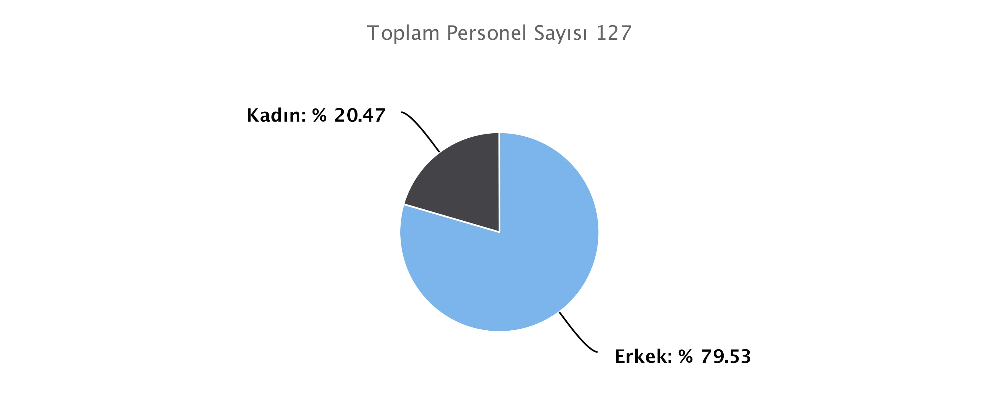 Toplam Personel Sayısı 127
Kadın: % 20.47
Erkek: % 79.53